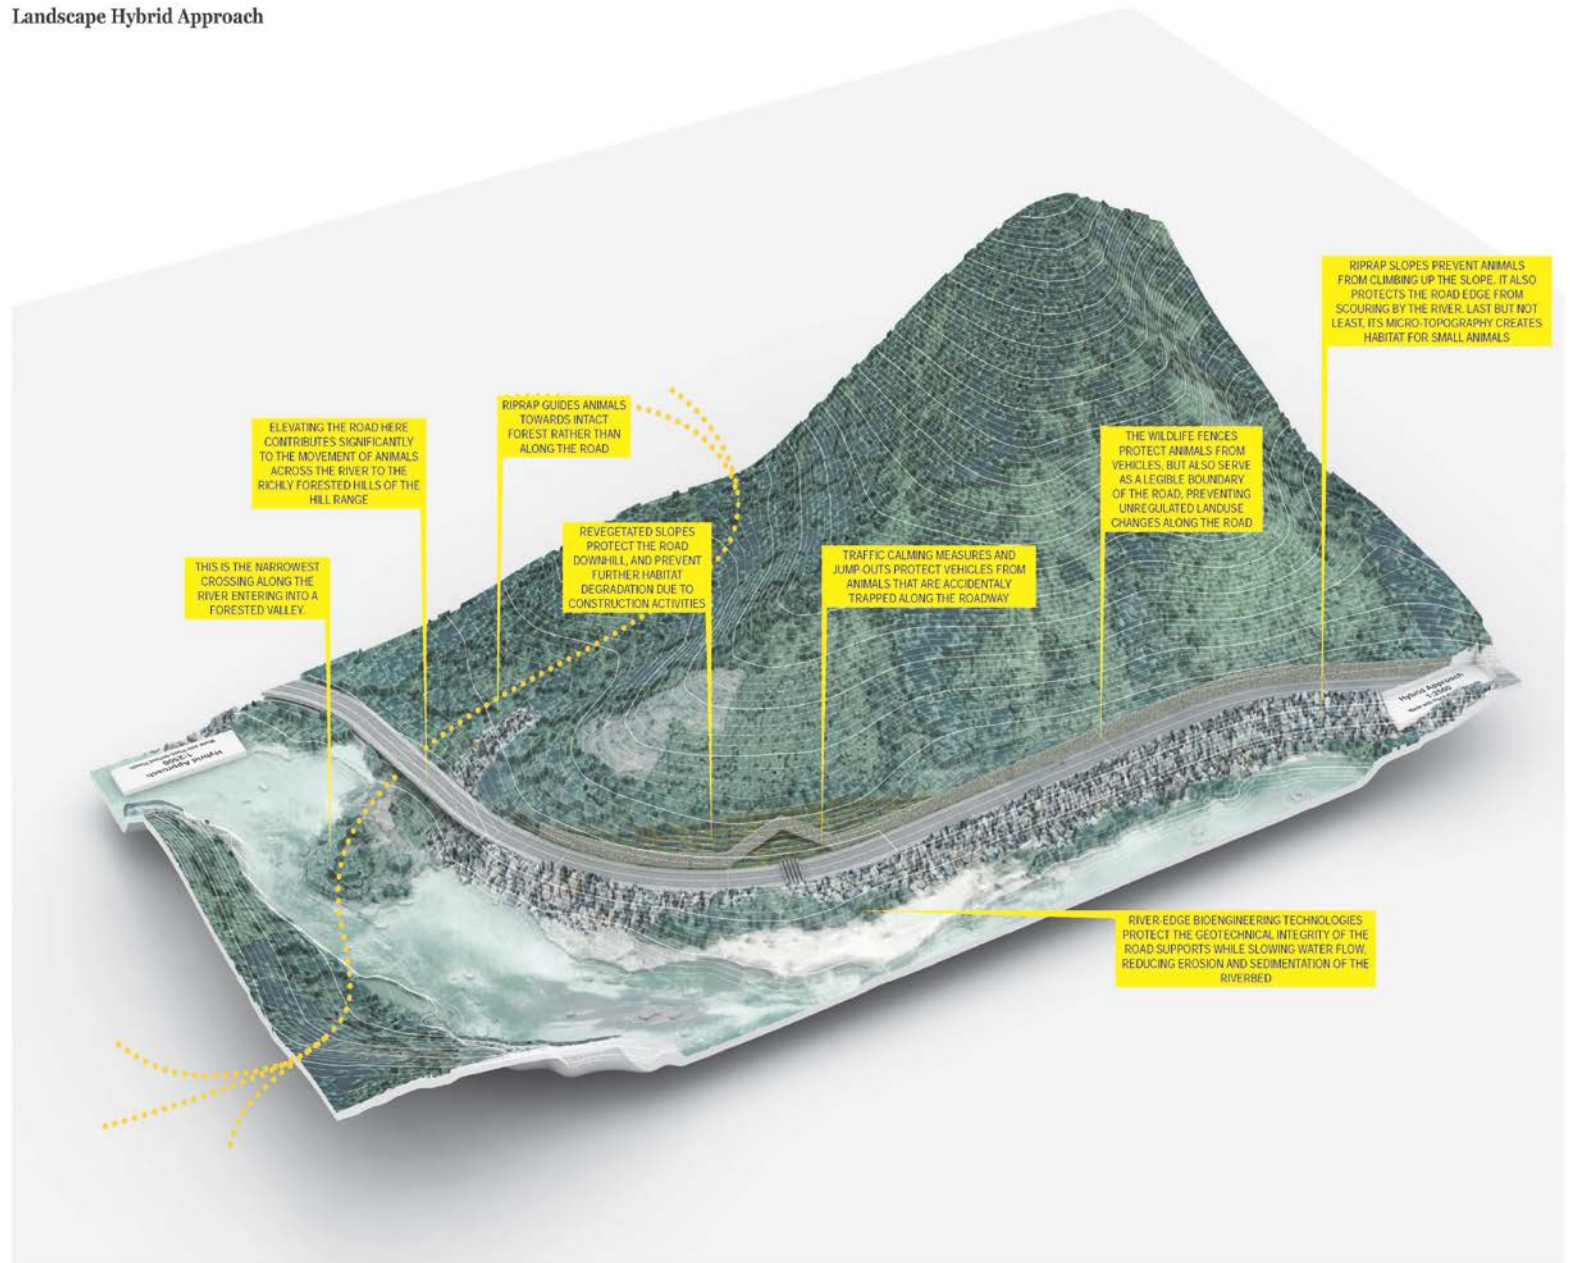 Landscape Hybrid Approach
RIPRAP SLOPES PREVENT ANIMALS
FROM CLIMBING UP THE SLOPE. IT ALSO
PROTECTS THE ROAD EDGE FROM
SCOURING BY THE RIVER. LAST BUT NOT
LEAST, ITS MICRO-TOPOGRAPHY CREATES
HABITAT FOR SMALL ANIMALS
RIPRAP GUIDES ANIMALS
TOWARDS INTACT
FOREST RATHER THAN
ALONG THE ROAD
ELEVATING THE ROAD HERE
CONTRIBUTES SIGNIFICANTLY
TO THE MOVEMENT OF ANIMALS
ACROSS THE RIVER TO THE
RICHLY FORESTED HILLS OF THE
HILL RANGE
THE WILDLIFE FENCES
PROTECT ANIMALS FROM
VEHICLES, BUT ALSO SERVE
AS A LEGIBLE BOUNDARY
OF THE ROAD, PREVENTING
UNREGULATED LANDUSE
CHANGES ALONG THE ROAD
REVEGETATED SLOPES
PROTECT THE ROAD
DOWNHILL, AND PREVENT
FURTHER HABITAT
DEGRADATION DUE TO
CONSTRUCTION ACTIVITIES
TRAFFIC CALMING MEASURES AND
JUMP-OUTS PROTECT VEHICLES FROM
ANIMALS THAT ARE ACCIDENTALY
TRAPPED ALONG THE ROADWAY
THIS IS THE NARROWEST
CROSSING ALONG THE
RIVER ENTERING INTO A
FORESTED VALLEY.
Hybrid Approach
1:2500
Hybrid Approach
1:2500
RIVER-EDGE BIOENGINEERING TECHNOLOGIES
PROTECT THE GEOTECHNICAL INTEGRITY OF THE
ROAD SUPPORTS WHILE SLOWING WATER FLOW,
REDUCING EROSION AND SEDIMENTATION OF THE
RIVERBED